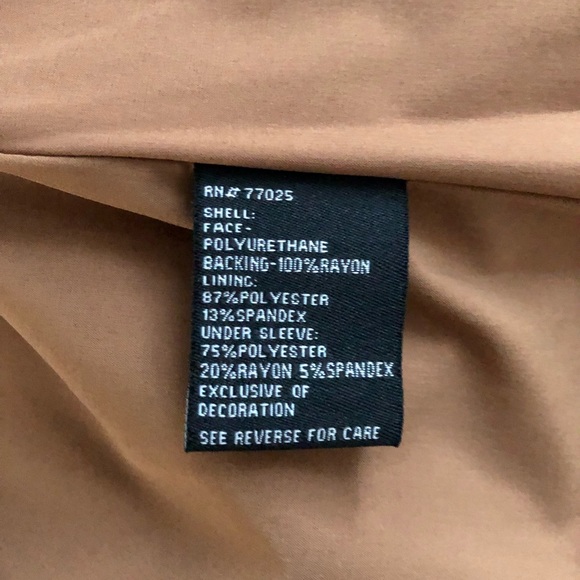 RN# 77025
SHELL:
FACE-
POLYURETHANE
BACKING-100%RAYON
LINING:
87%POLYESTER
13%SPANDEX
UNDER SLEEVE:
75%POLYESTER
20%RAYON 5%SPANDEX
EXCLUSIVE OF
DECORATION
SEE REVERSE FOR CARE